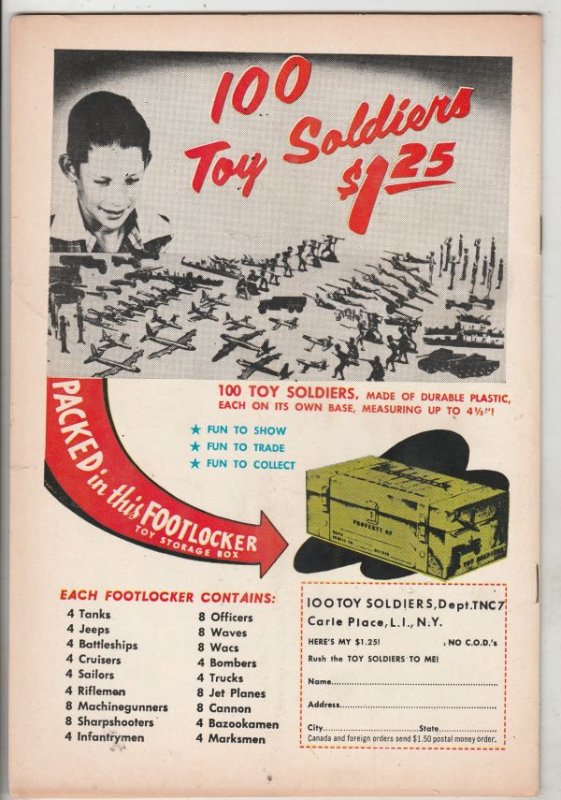 100
Toy Soldiers
$1.25
100 TOY SOLDIERS, MADE OF DURABLE PLASTIC,
EACH ON ITS OWN BASE, MEASURING UP TO 4½"!
★ FUN TO SHOW
★ FUN TO TRADE
★ FUN TO COLLECT
PACKED in this FOOTLOCKER
TOY STORAGE BOX
PROPERTY OF
EACH FOOTLOCKER CONTAINS:
4 Tanks
4 Jeeps
4 Battleships
4 Cruisers
4 Sailors
4 Riflemen
8 Machinegunners
8 Sharpshooters
4 Infantrymen
8 Officers
8 Waves
8 Wacs
4 Bombers
4 Trucks
8 Jet Planes
8 Cannon
4 Bazookamen
4 Marksmen
100 TOY SOLDIERS, Dept. TNC7
Carle Place, L.I., N.Y.
HERE'S MY $1.25! , NO C.O.D.'s
Rush the TOY SOLDIERS TO ME!
Name
Address
City State
Canada and foreign orders send $1.50 postal money order.